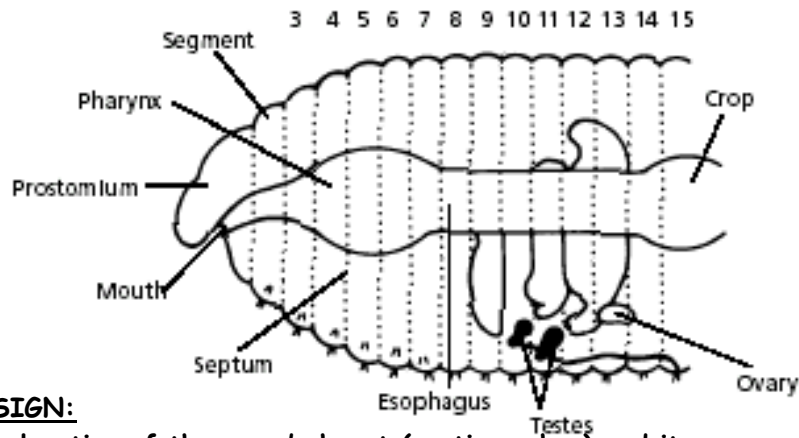 3 4 5 6 7 8 9 10 11 12 13 14 15
Segment
Pharynx
Crop
Prostomium
Mouth
Septum
Ovary
Esophagus
Testes
SIGN: